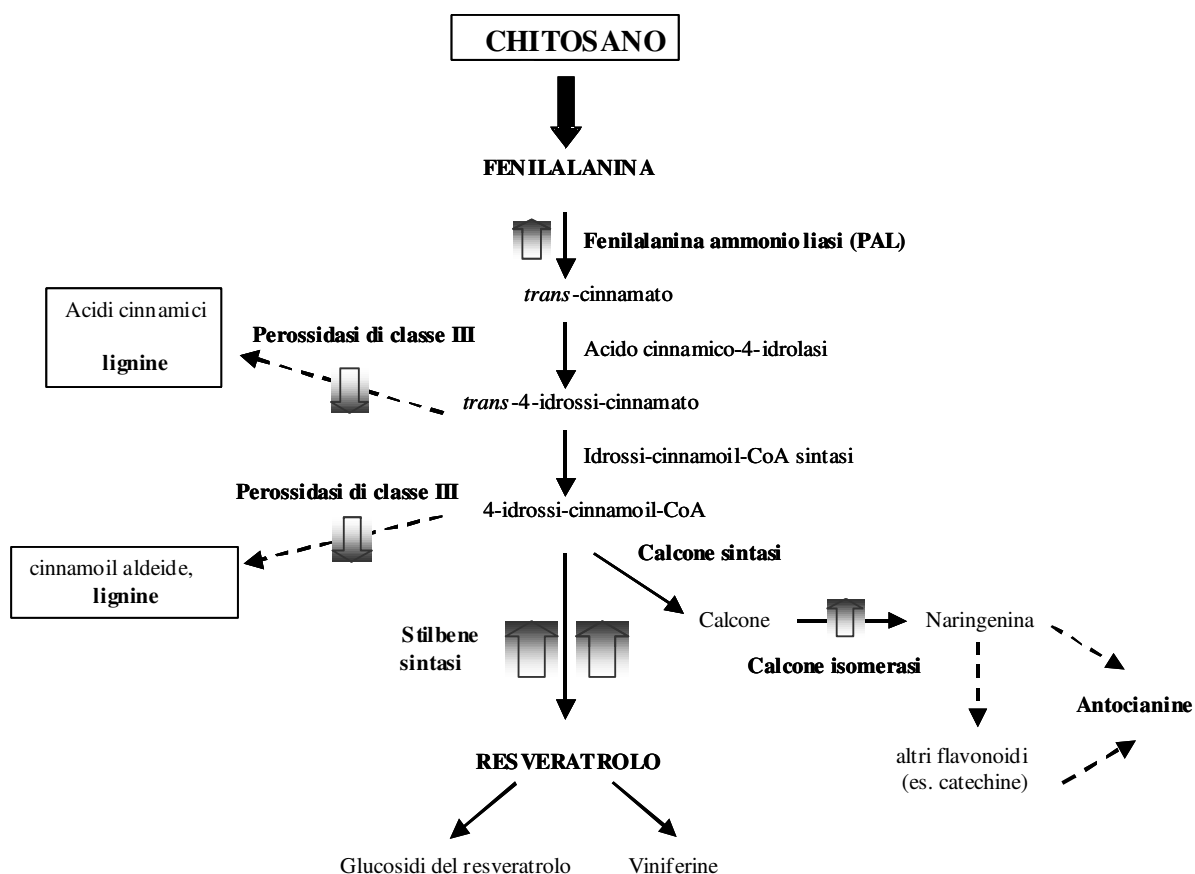 CHITOSANO
FENILALANINA
Fenilalanina ammonio liasi (PAL)
trans-cinnamato
Acidi cinnamici
lignine
Perossidasi di classe III
Acido cinnamico-4-idrolasi
trans-4-idrossi-cinnamato
Idrossi-cinnamoil-CoA sintasi
Perossidasi di classe III
4-idrossi-cinnamoil-CoA
cinnamoil aldeide,
lignine
Calcone sintasi
Stilbene
sintasi
Calcone
Naringenina
Calcone isomerasi
Antocianine
altri flavonoidi
(es. catechine)
RESVERATROLO
Glucosidi del resveratrolo
Viniferine